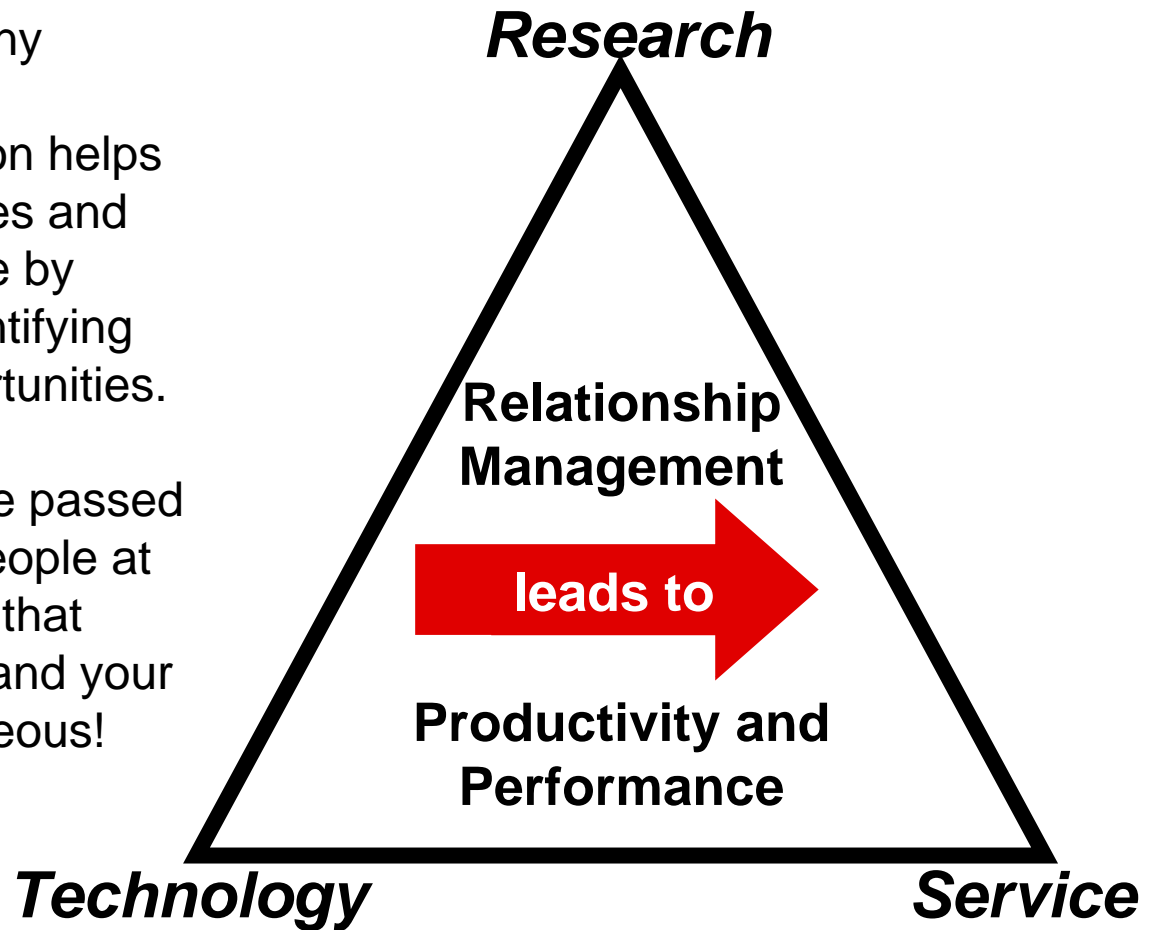 Research
ny
on helps
es and
e by
ntifying
rtunities.
e passed
eople at
that
and your
eous!
Relationship
Management
leads to
Productivity and
Performance
Technology
Service